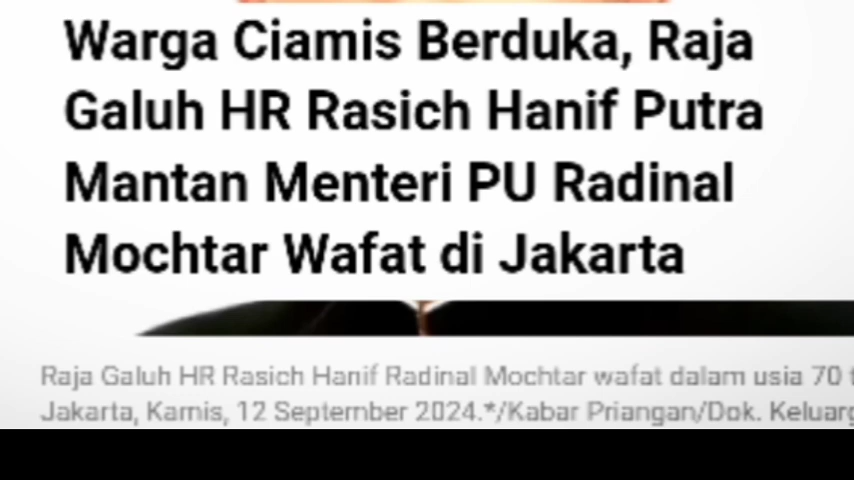 Warga Ciamis Berduka, Raja
Galuh HR Rasich Hanif Putra
Mantan Menteri PU Radinal
Mochtar Wafat di Jakarta
Raja Galuh HR Rasich Hanif Radinal Mochtar wafat dalam usia 70 t
Jakarta, Kamis, 12 September 2024.*/Kabar Priangan/Dok. Keluarg